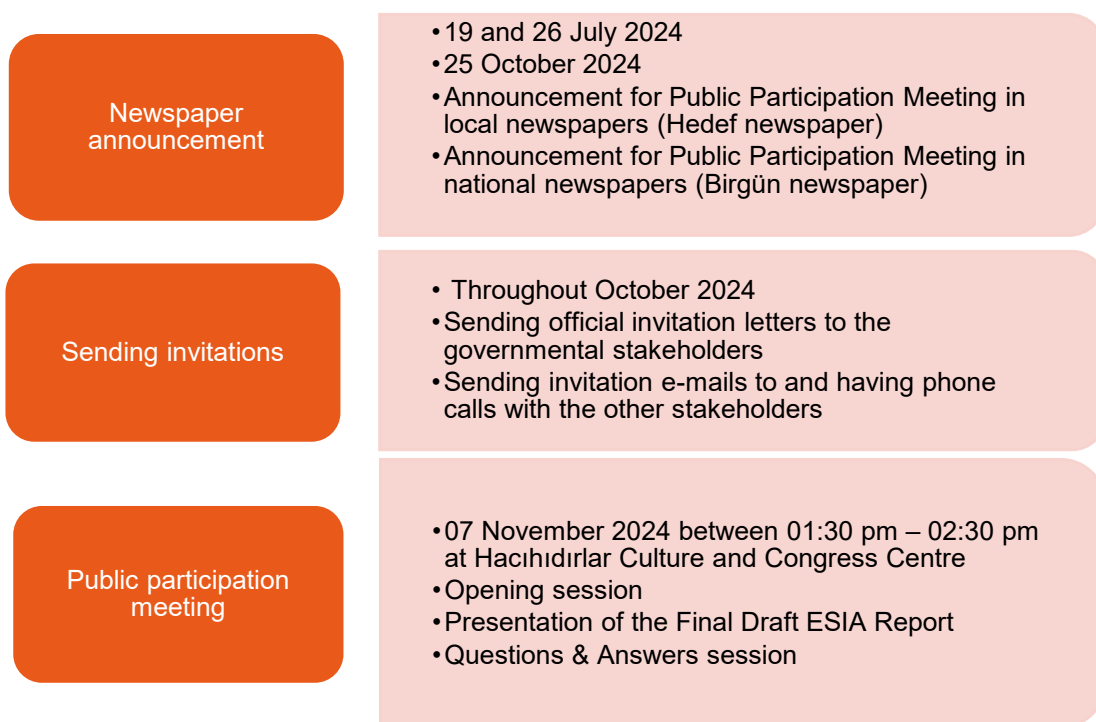 Newspaper
announcement
•19 and 26 July 2024
•25 October 2024
•Announcement for Public Participation Meeting in
local newspapers (Hedef newspaper)
•Announcement for Public Participation Meeting in
national newspapers (Birgün newspaper)
Sending invitations
• Throughout October 2024
•Sending official invitation letters to the
governmental stakeholders
•Sending invitation e-mails to and having phone
calls with the other stakeholders
Public participation
meeting
•07 November 2024 between 01:30 pm – 02:30 pm
at Hacıhıdırlar Culture and Congress Centre
•Opening session
•Presentation of the Final Draft ESIA Report
•Questions & Answers session